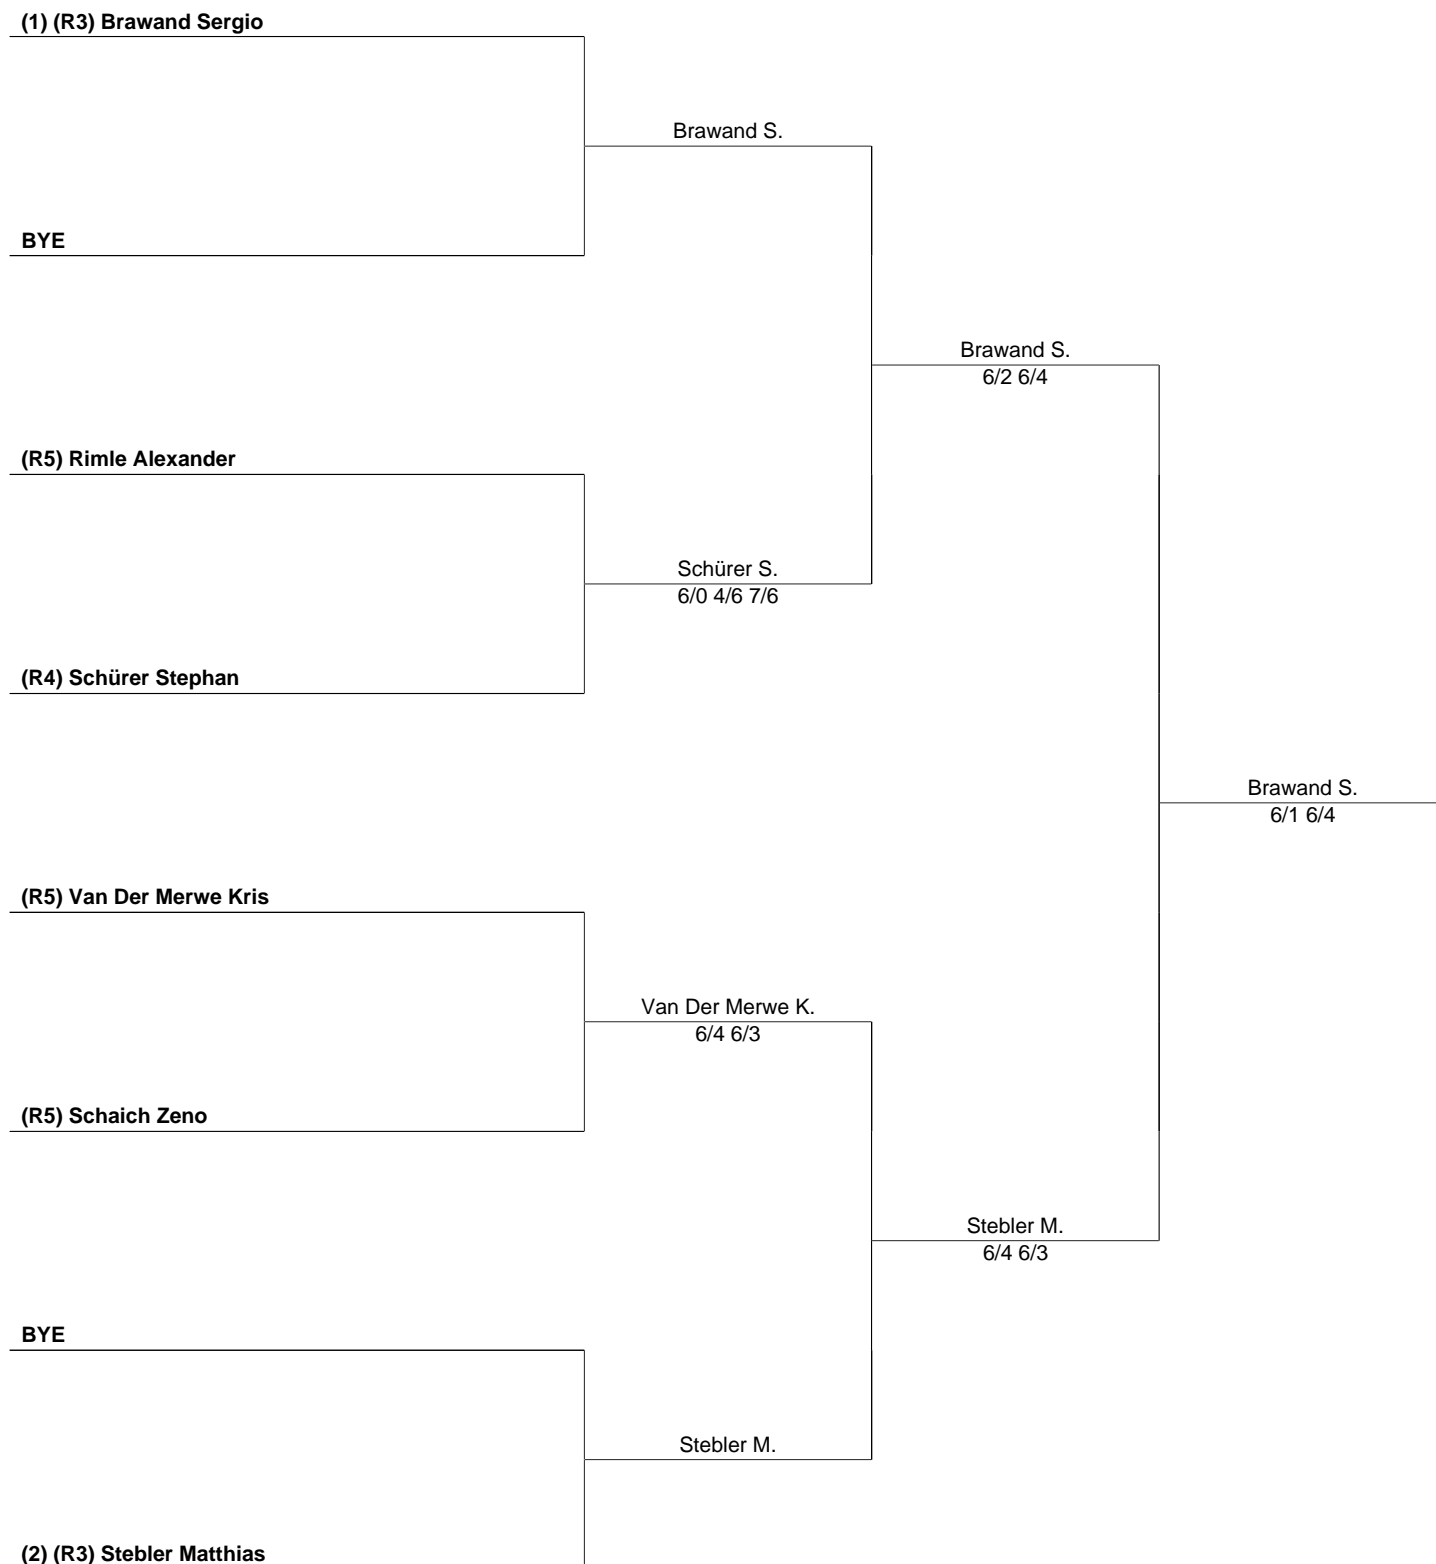 (1) (R3) Brawand Sergio
Brawand S.
BYE
Brawand S.
6/2 6/4
(R5) Rimle Alexander
Schürer S.
6/0 4/6 7/6
(R4) Schürer Stephan
Brawand S.
6/1 6/4
(R5) Van Der Merwe Kris
Van Der Merwe K.
6/4 6/3
(R5) Schaich Zeno
Stebler M.
6/4 6/3
BYE
Stebler M.
(2) (R3) Stebler Matthias